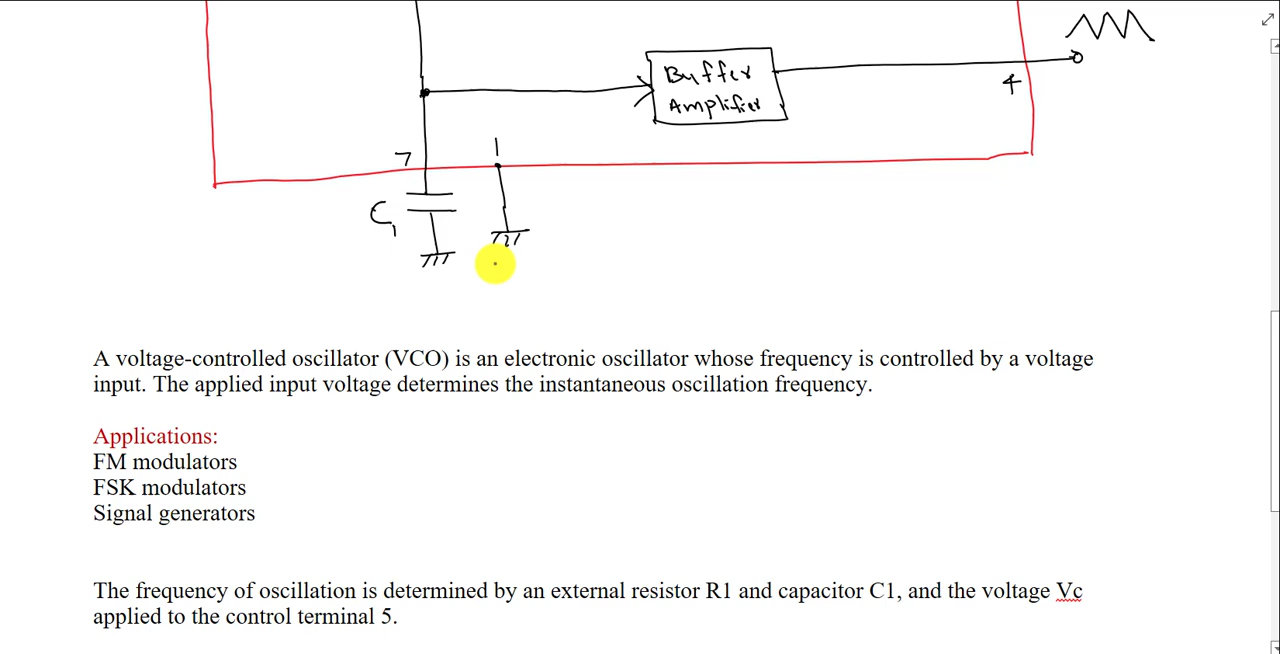 Buffer
Amplifier
4
7
1
C1
A voltage-controlled oscillator (VCO) is an electronic oscillator whose frequency is controlled by a voltage
input. The applied input voltage determines the instantaneous oscillation frequency.
Applications:
FM modulators
FSK modulators
Signal generators
The frequency of oscillation is determined by an external resistor R1 and capacitor C1, and the voltage Vc
applied to the control terminal 5.